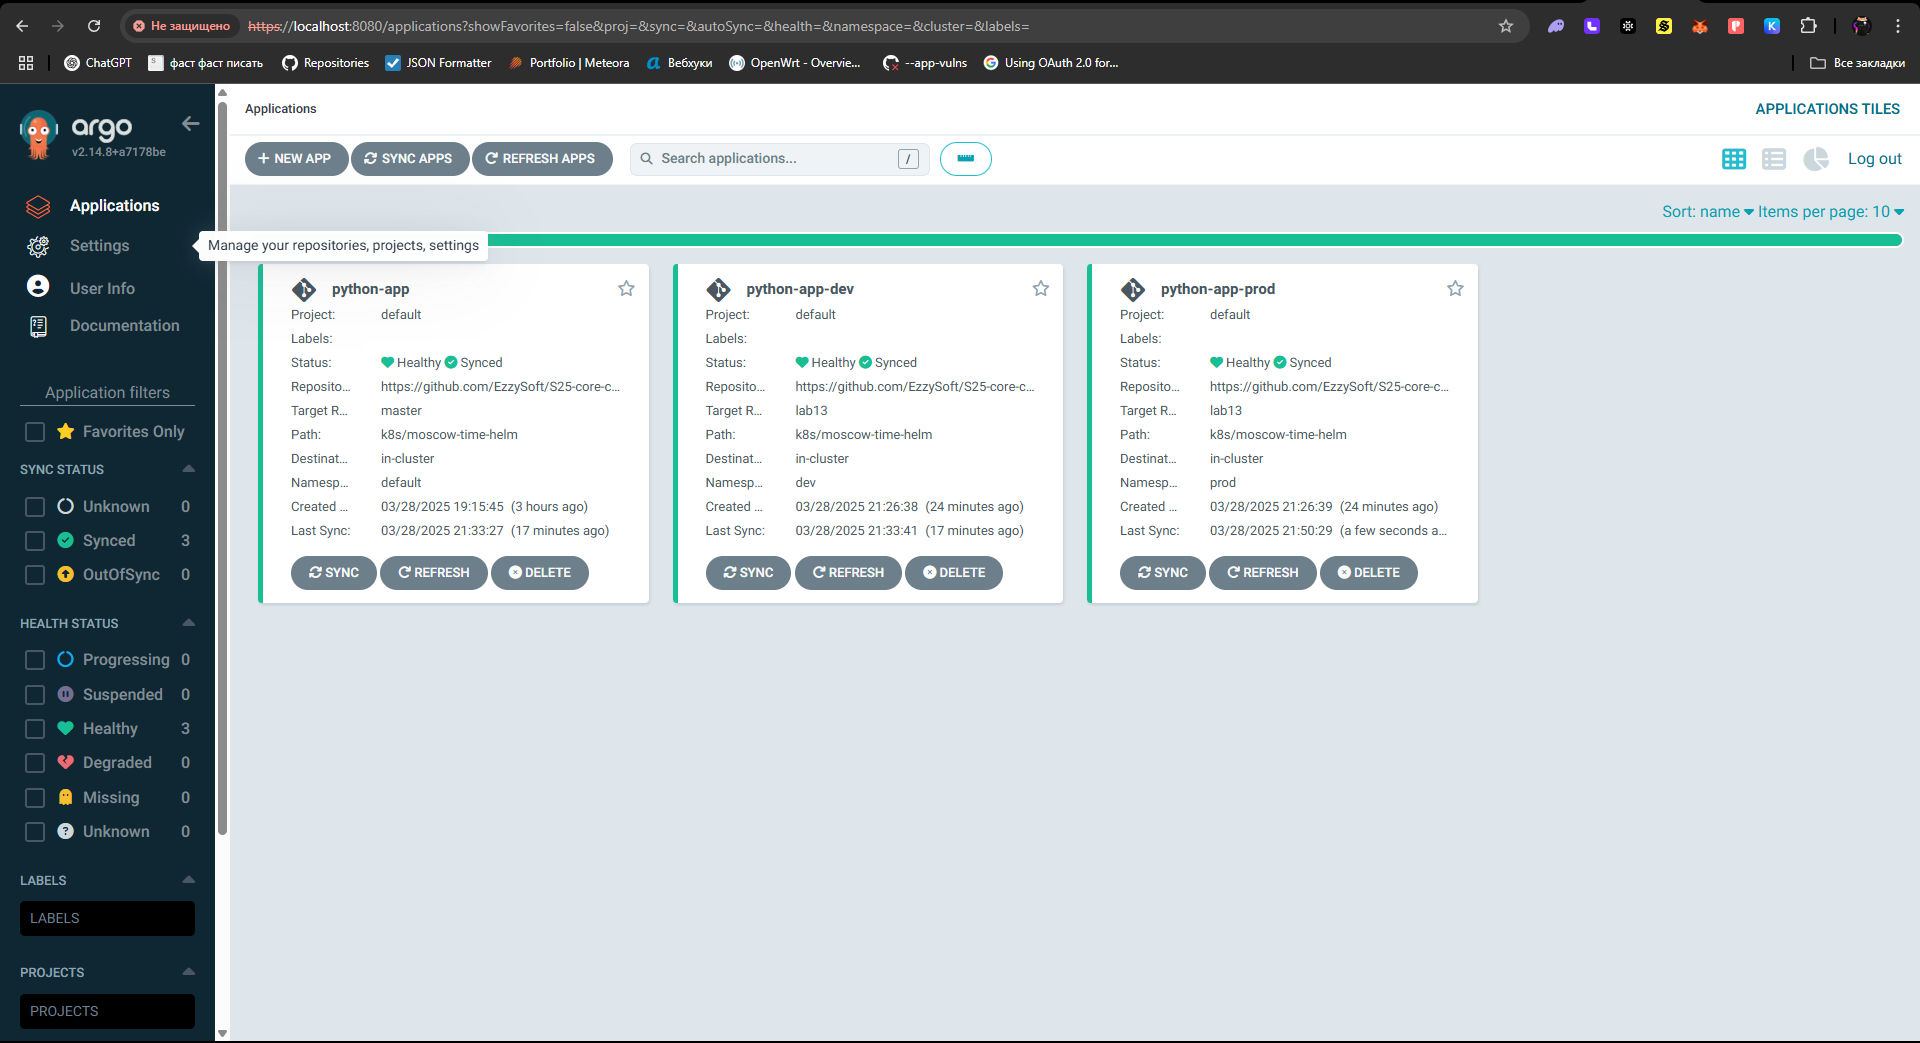 Не защищено https://localhost:8080/applications?showFavorites=false&proj=&sync=&autoSync=&health=&namespace=&cluster=&labels=
ChatGPT фаст фаст писать Repositories JSON Formatter Portfolio | Meteora Вебхуки OpenWrt - Overvie... --app-vulns Using OAuth 2.0 for... Все закладки
argo
v2.14.8+a7178be
Applications
Settings
User Info
Documentation
Application filters
Favorites Only
SYNC STATUS
Unknown 0
Synced 3
OutOfSync 0
HEALTH STATUS
Progressing 0
Suspended 0
Healthy 3
Degraded 0
Missing 0
Unknown 0
LABELS
LABELS
PROJECTS
PROJECTS
Applications APPLICATIONS TILES
NEW APP SYNC APPS REFRESH APPS Search applications... / Log out
Sort: name Items per page: 10
Manage your repositories, projects, settings
python-app
Project: default
Labels:
Status: Healthy Synced
Reposito... https://github.com/EzzySoft/S25-core-c...
Target R... master
Path: k8s/moscow-time-helm
Destinat... in-cluster
Namesp... default
Created ... 03/28/2025 19:15:45 (3 hours ago)
Last Sync: 03/28/2025 21:33:27 (17 minutes ago)
SYNC REFRESH DELETE
python-app-dev
Project: default
Labels:
Status: Healthy Synced
Reposito... https://github.com/EzzySoft/S25-core-c...
Target R... lab13
Path: k8s/moscow-time-helm
Destinat... in-cluster
Namesp... dev
Created ... 03/28/2025 21:26:38 (24 minutes ago)
Last Sync: 03/28/2025 21:33:41 (17 minutes ago)
SYNC REFRESH DELETE
python-app-prod
Project: default
Labels:
Status: Healthy Synced
Reposito... https://github.com/EzzySoft/S25-core-c...
Target R... lab13
Path: k8s/moscow-time-helm
Destinat... in-cluster
Namesp... prod
Created ... 03/28/2025 21:26:39 (24 minutes ago)
Last Sync: 03/28/2025 21:50:29 (a few seconds a...
SYNC REFRESH DELETE